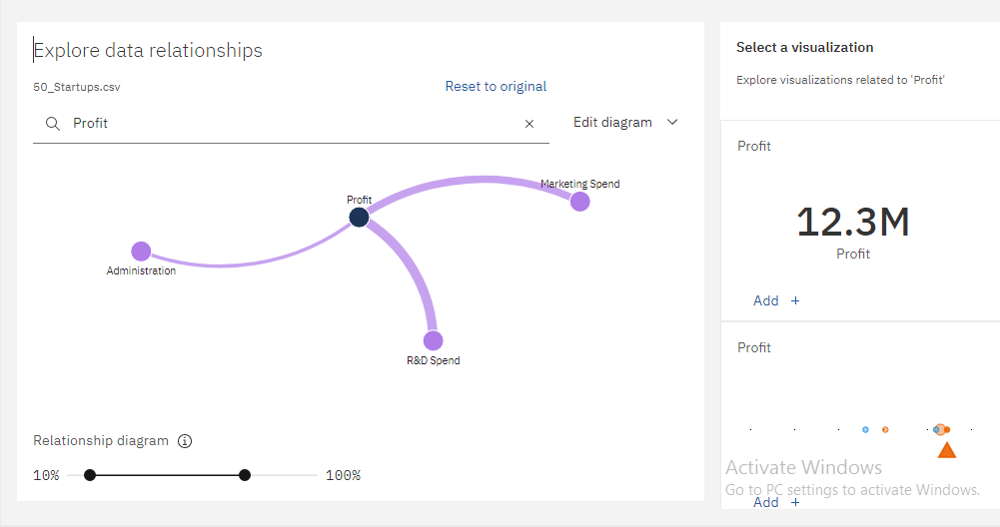 Explore data relationships
50_Startups.csv
Reset to original
Profit
Edit diagram
Marketing Spend
Profit
Administration
R&D Spend
Relationship diagram
10%
100%
Select a visualization
Explore visualizations related to 'Profit'
Profit
12.3M
Profit
Add +
Profit
Activate Windows
Go to PC settings to activate Windows.
Add +